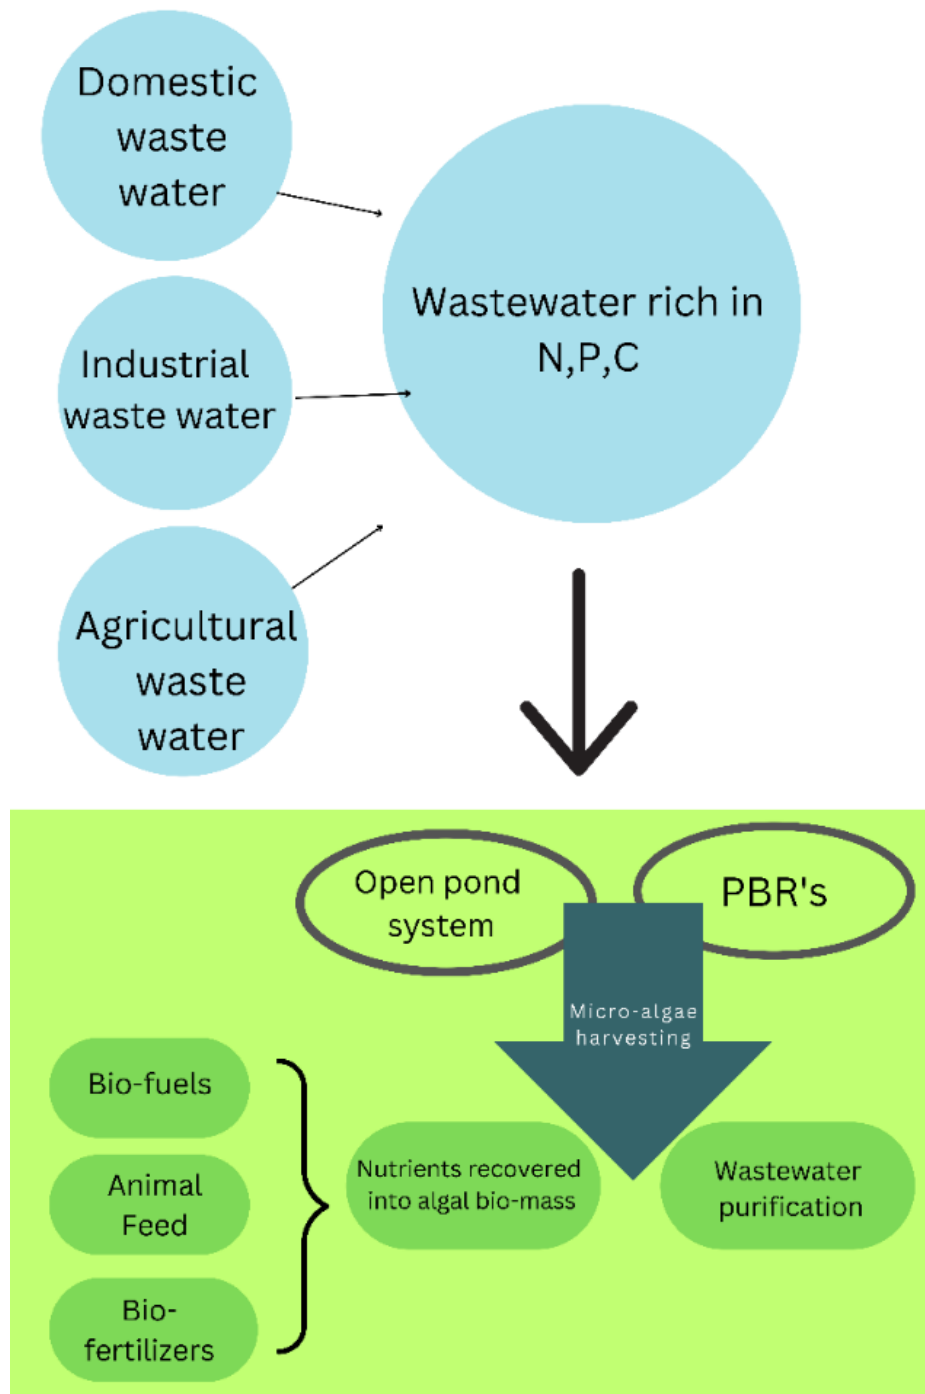 Domestic
waste
water
Wastewater rich in
N,P,C
Industrial
waste water
Agricultural
waste
water
Open pond
system
PBR's
Micro-algae
harvesting
Bio-fuels
Animal
Feed
Bio-
fertilizers
Nutrients recovered
into algal bio-mass
Wastewater
purification